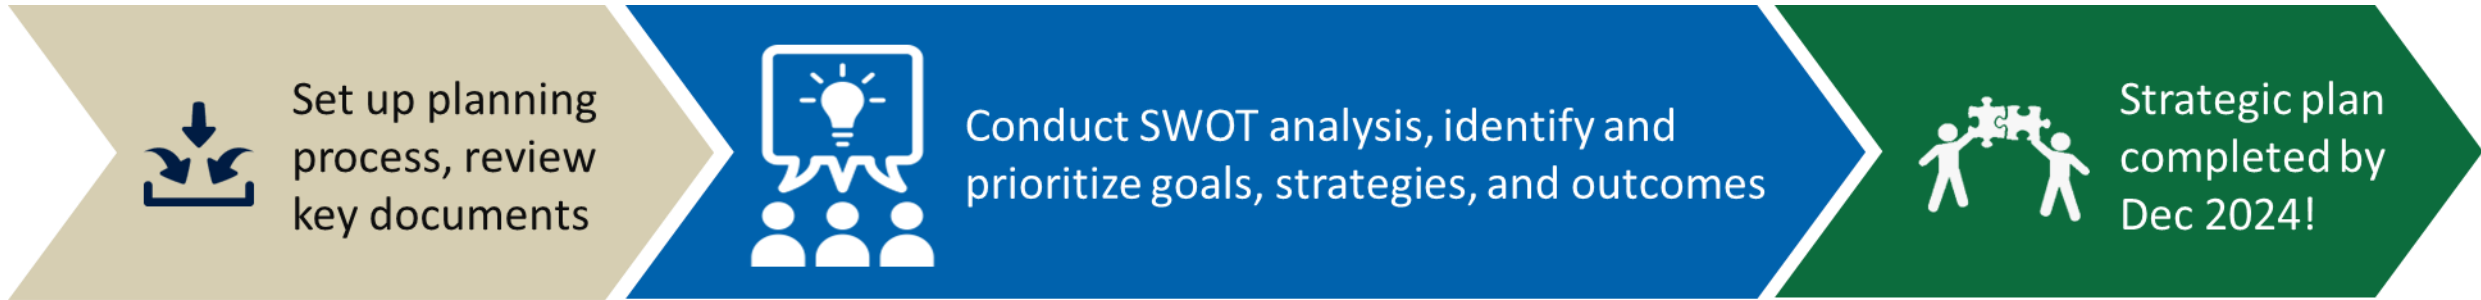 Set up planning
process, review
key documents
Conduct SWOT analysis, identify and
prioritize goals, strategies, and outcomes
Strategic plan
completed by
Dec 2024!